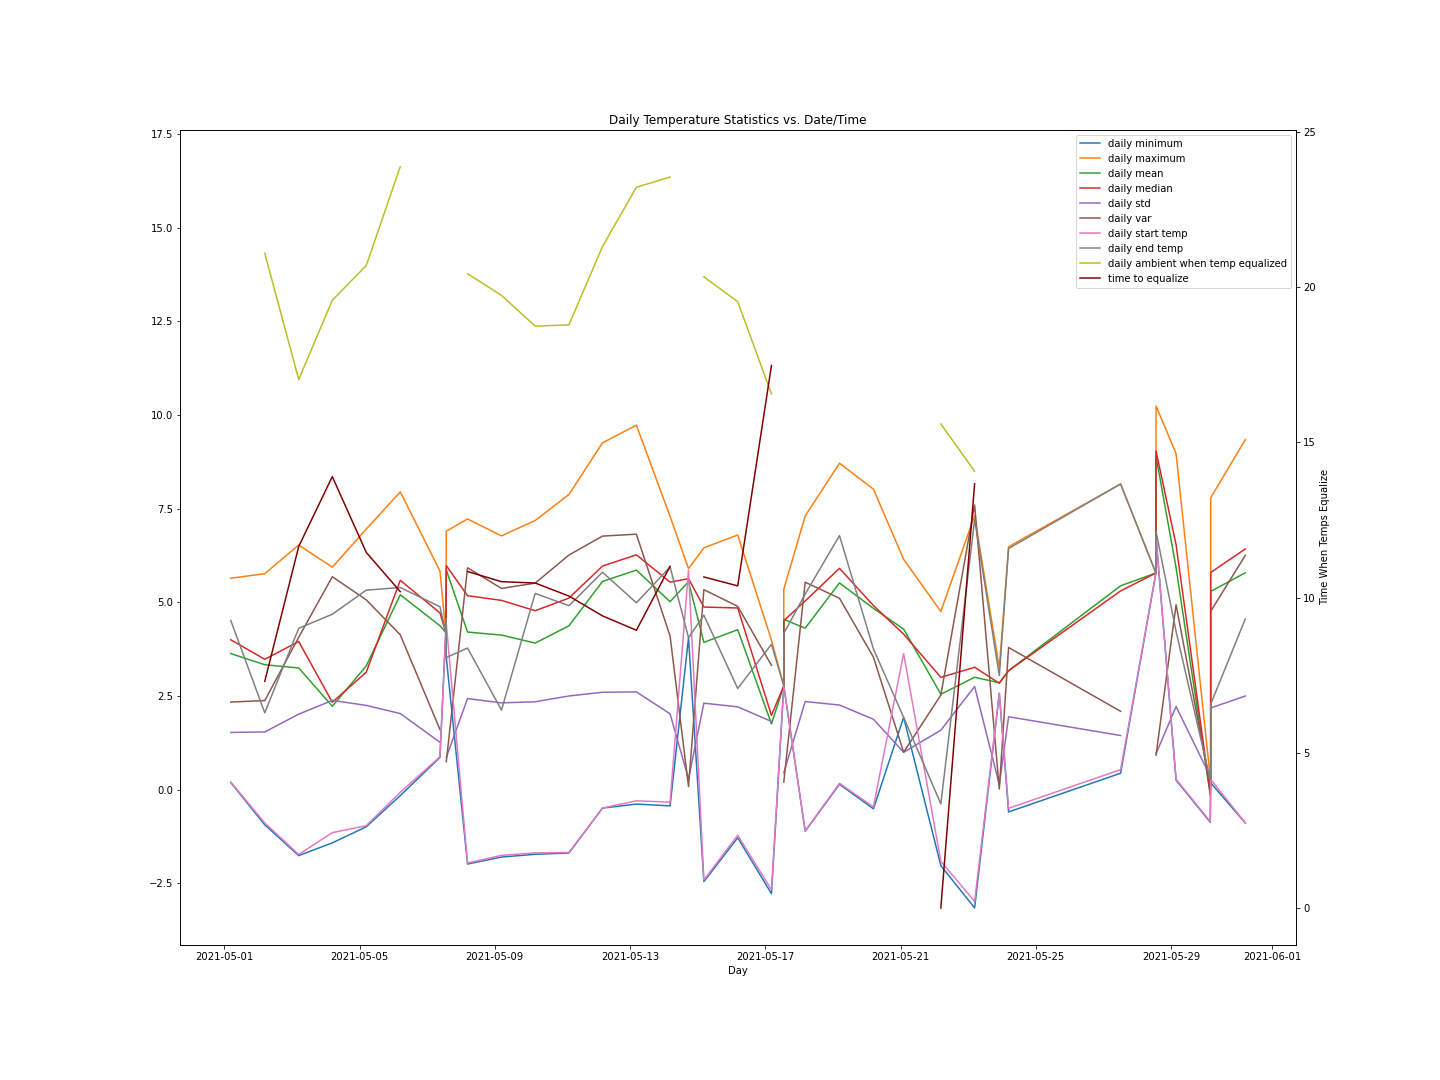 Daily Temperature Statistics vs. Date/Time
17.5
15.0
12.5
10.0
7.5
5.0
2.5
0.0
−2.5
25
20
15
10
5
0
Time When Temps Equalize
daily minimum
daily maximum
daily mean
daily median
daily std
daily var
daily start temp
daily end temp
daily ambient when temp equalized
time to equalize
2021-05-01 2021-05-05 2021-05-09 2021-05-13 2021-05-17 2021-05-21 2021-05-25 2021-05-29 2021-06-01
Day